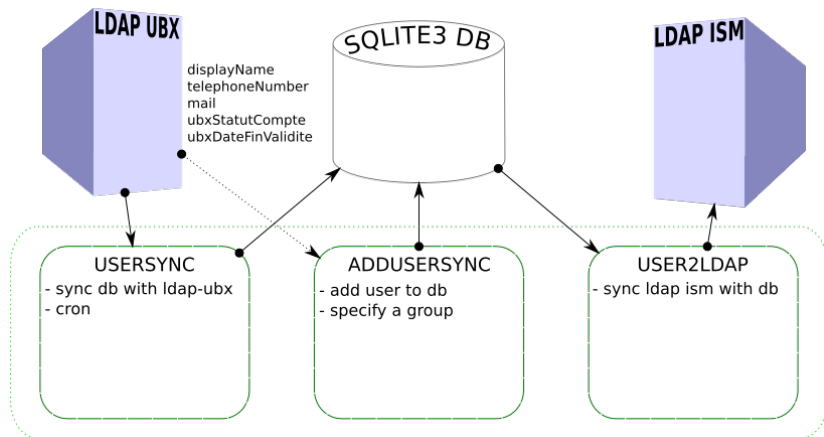 LDAP UBX
SQLITE3 DB
LDAP ISM
displayName
telephoneNumber
mail
ubxStatutCompte
ubxDateFinValidite
USERSYNC
- sync db with ldap-ubx
- cron
ADDUSERSYNC
- add user to db
- specify a group
USER2LDAP
- sync ldap ism with db